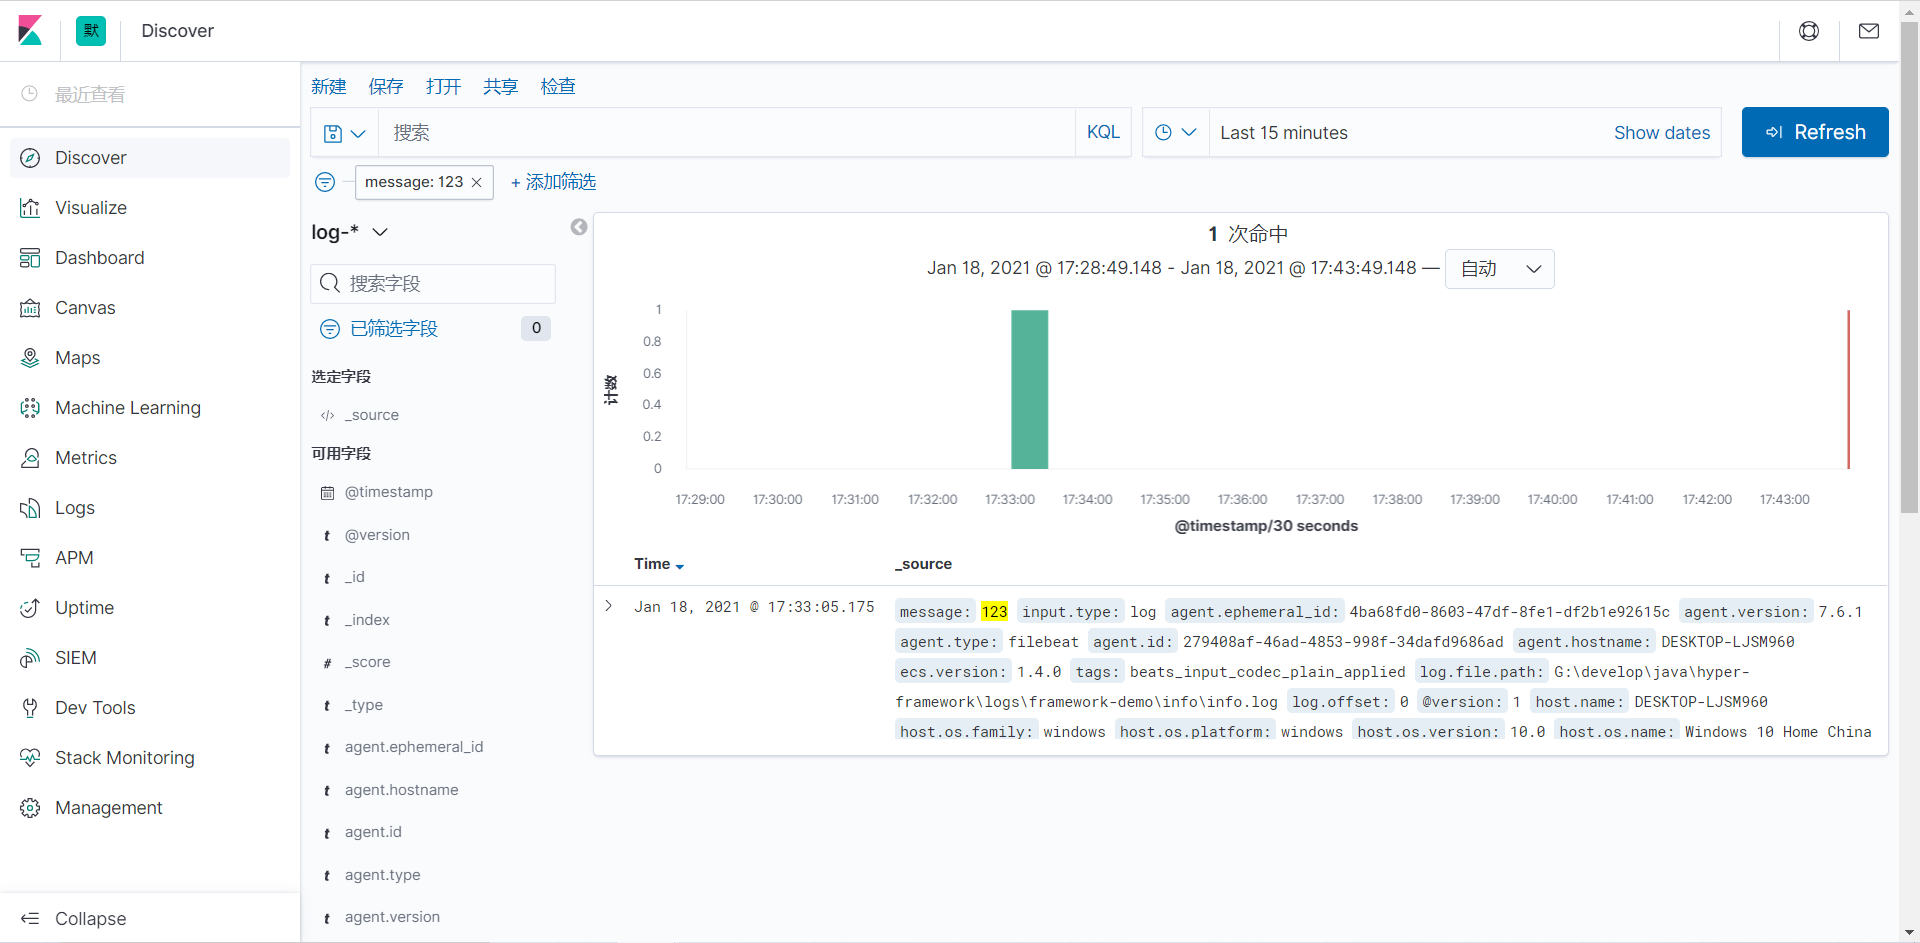 默
Discover
最近查看
Discover
Visualize
Dashboard
Canvas
Maps
Machine Learning
Metrics
Logs
APM
Uptime
SIEM
Dev Tools
Stack Monitoring
Management
Collapse
新建 保存 打开 共享 检查
搜索 KQL Last 15 minutes Show dates Refresh
message: 123 × + 添加筛选
log-*
搜索字段
已筛选字段 0
选定字段
</> _source
可用字段
@timestamp
t @version
t _id
t _index
# _score
t _type
t agent.ephemeral_id
t agent.hostname
t agent.id
t agent.type
t agent.version
1 次命中
Jan 18, 2021 @ 17:28:49.148 - Jan 18, 2021 @ 17:43:49.148 — 自动
计数
1
0.8
0.6
0.4
0.2
0
17:29:00 17:30:00 17:31:00 17:32:00 17:33:00 17:34:00 17:35:00 17:36:00 17:37:00 17:38:00 17:39:00 17:40:00 17:41:00 17:42:00 17:43:00
@timestamp/30 seconds
Time _source
Jan 18, 2021 @ 17:33:05.175 message: 123 input.type: log agent.ephemeral_id: 4ba68fd0-8603-47df-8fe1-df2b1e92615c agent.version: 7.6.1
agent.type: filebeat agent.id: 279408af-46ad-4853-998f-34dafd9686ad agent.hostname: DESKTOP-LJSM960
ecs.version: 1.4.0 tags: beats_input_codec_plain_applied log.file.path: G:\develop\java\hyper-
framework\logs\framework-demo\info\info.log log.offset: 0 @version: 1 host.name: DESKTOP-LJSM960
host.os.family: windows host.os.platform: windows host.os.version: 10.0 host.os.name: Windows 10 Home China